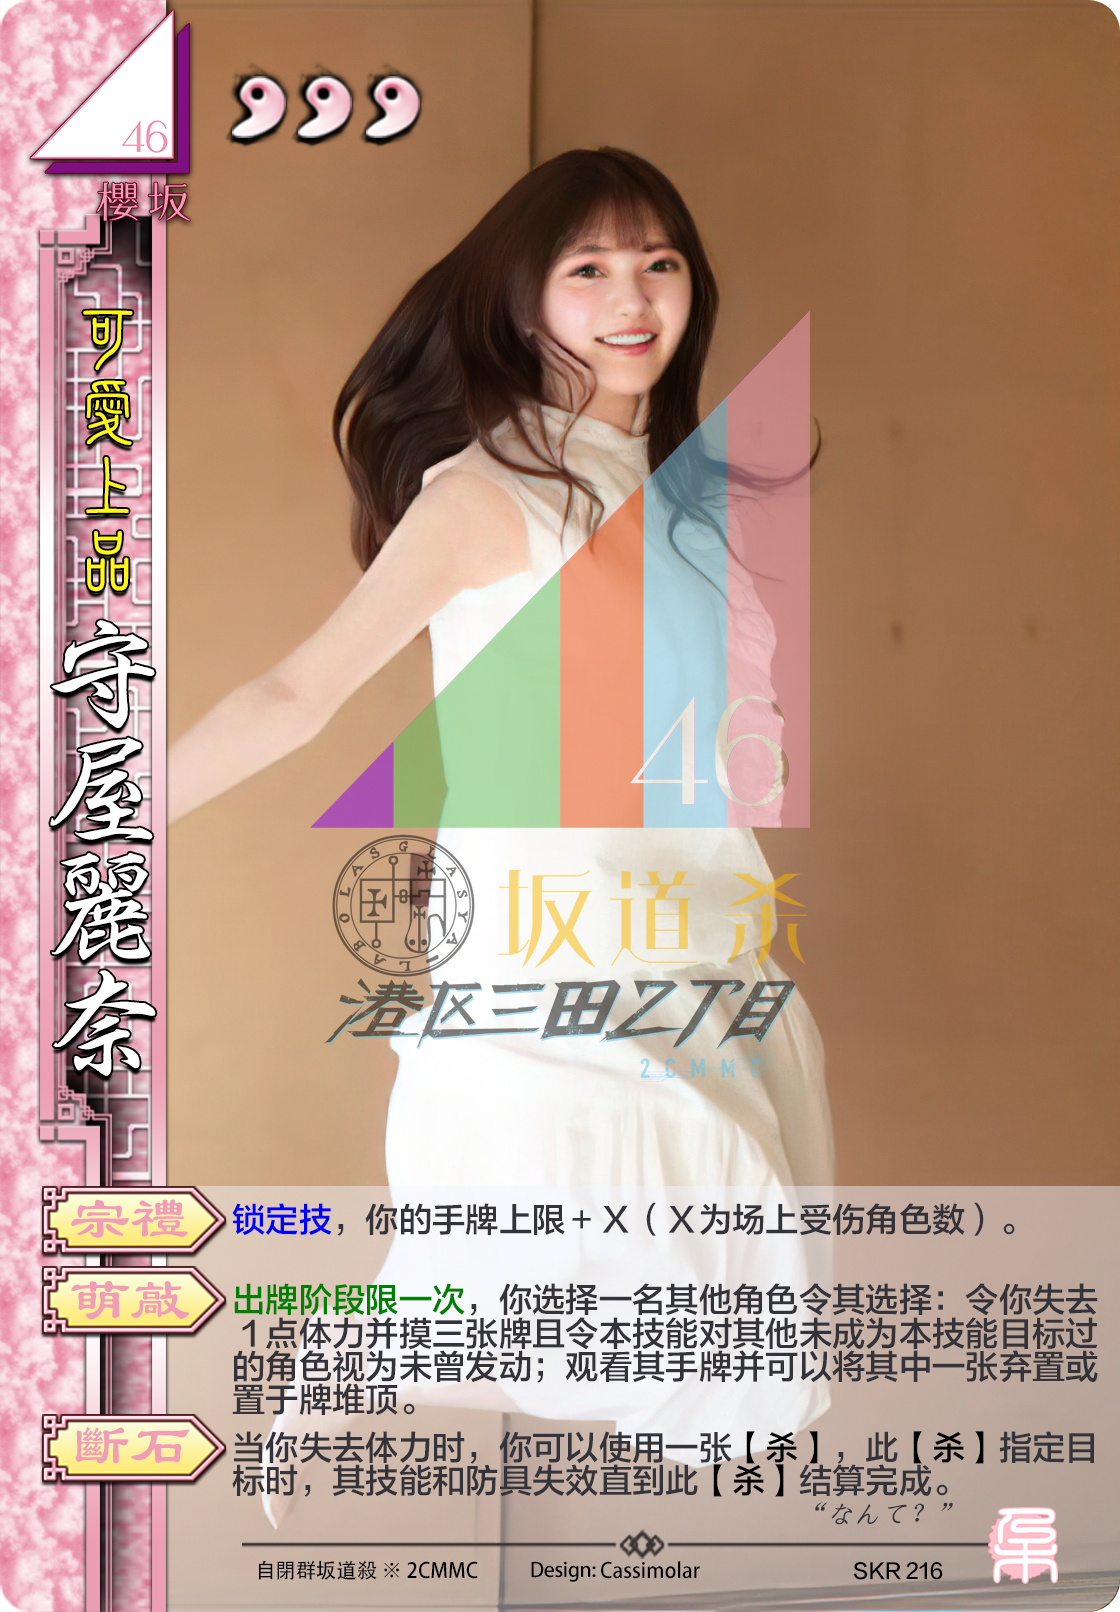 46
櫻坂
可愛上品
守屋麗奈
46
GLASYALABOLAS
坂道杀
港区三田2丁目
2CMMC
宗禮
锁定技，你的手牌上限＋X（X为场上受伤角色数）。
萌敲
出牌阶段限一次，你选择一名其他角色令其选择：令你失去
1点体力并摸三张牌且令本技能对其他未成为本技能目标过
的角色视为未曾发动；观看其手牌并可以将其中一张弃置或
置于牌堆顶。
斷石
当你失去体力时，你可以使用一张【杀】，此【杀】指定目
标时，其技能和防具失效直到此【杀】结算完成。
“なんて？”
自閉群坂道殺 ※ 2CMMC
Design: Cassimolar
SKR 216